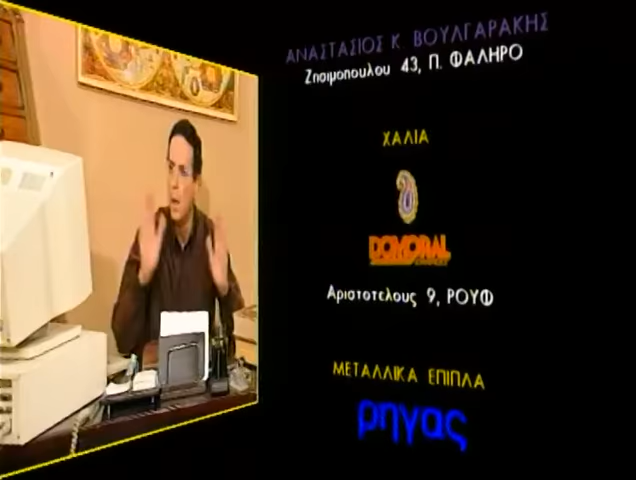 ΑΝΑΣΤΑΣΙΟΣ Κ. ΒΟΥΛΓΑΡΑΚΗΣ
Ζησιμοπουλου 43, Π. ΦΑΛΗΡΟ
ΧΑΛΙΑ
DOMORAL
Αριστοτελους 9, ΡΟΥΦ
ΜΕΤΑΛΛΙΚΑ ΕΠΙΠΛΑ
ρηγας